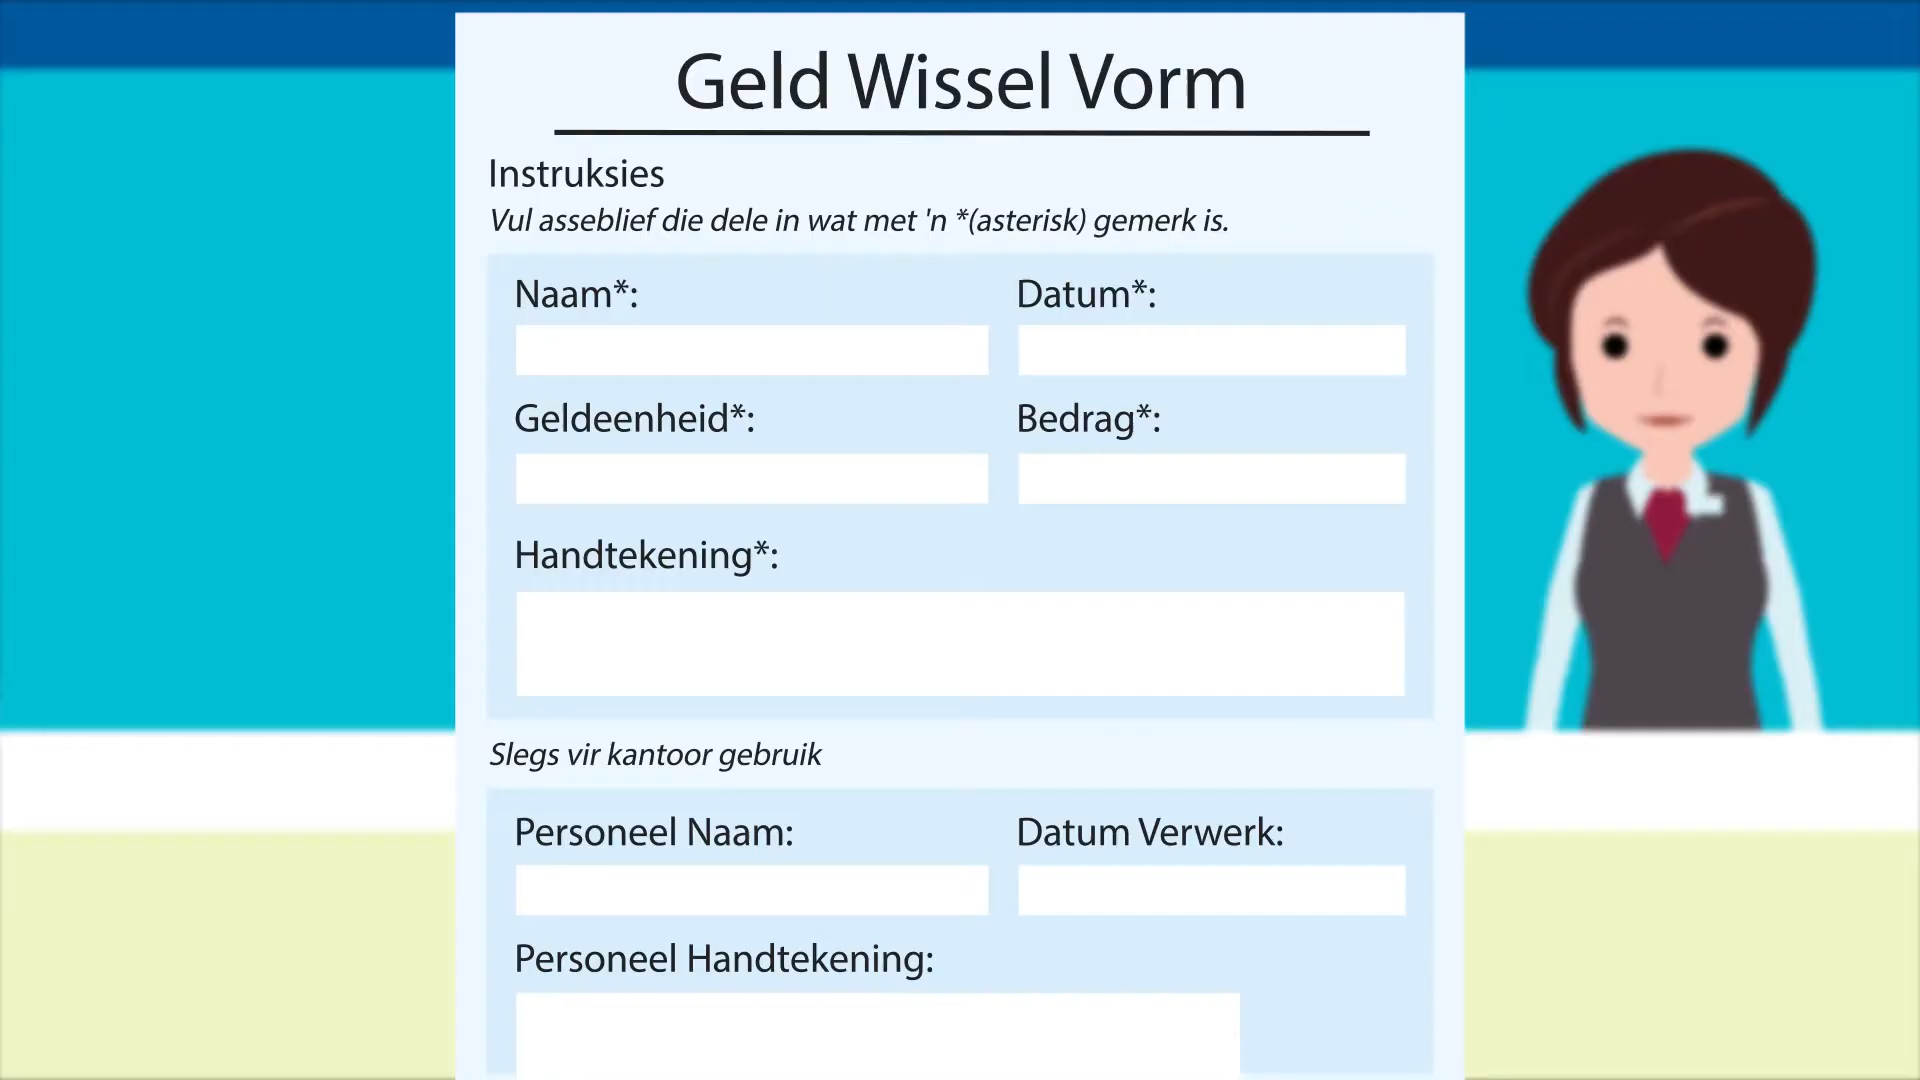 Geld Wissel Vorm
Instruksies
Vul asseblief die dele in wat met 'n *(asterisk) gemerk is.
Naam*: Datum*:
Geldeenheid*: Bedrag*:
Handtekening*:
Slegs vir kantoor gebruik
Personeel Naam: Datum Verwerk:
Personeel Handtekening: